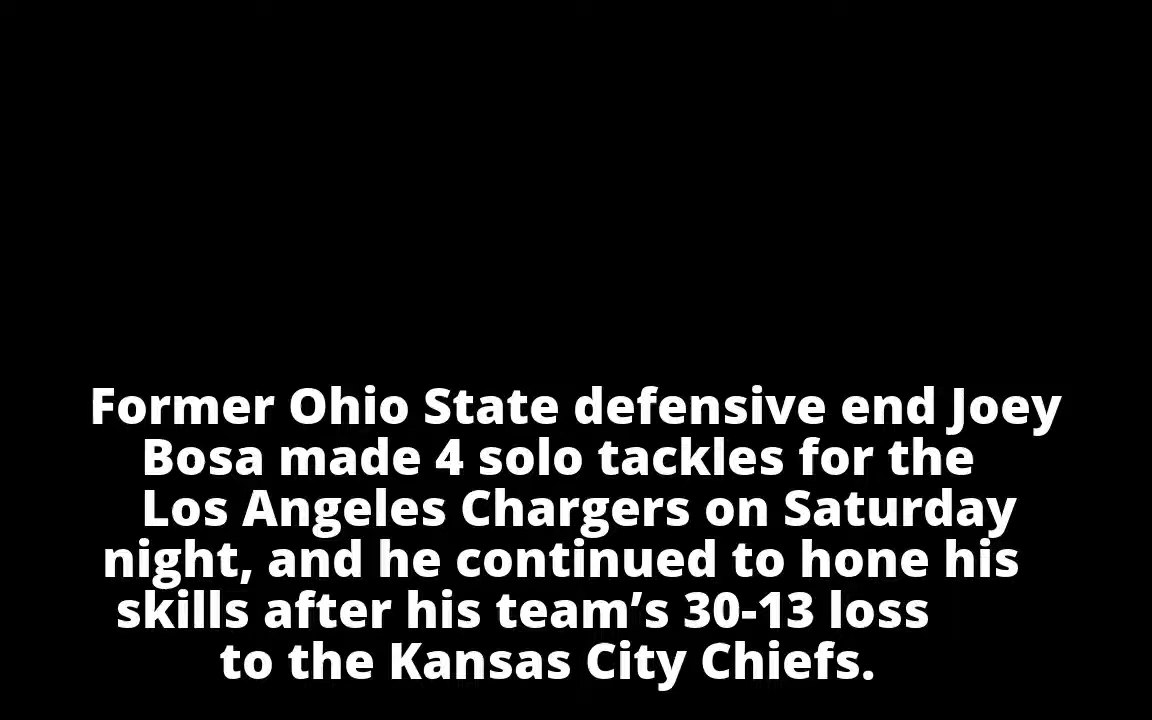 Former Ohio State defensive end Joey
Bosa made 4 solo tackles for the
Los Angeles Chargers on Saturday
night, and he continued to hone his
skills after his team’s 30-13 loss
to the Kansas City Chiefs.